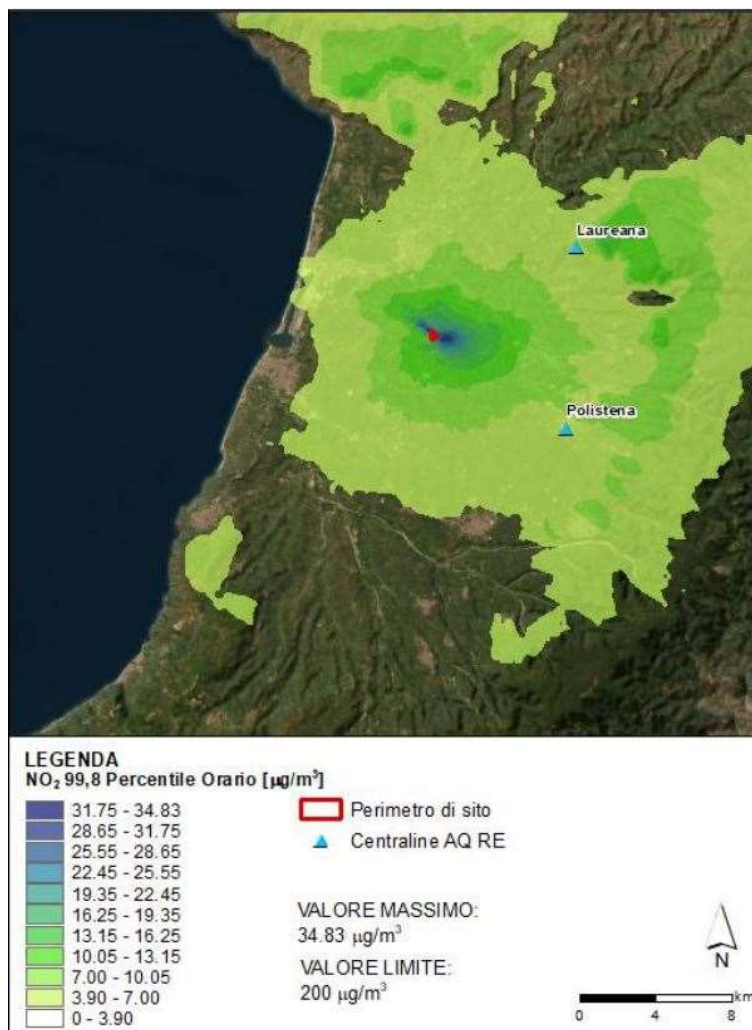 Laureana
Polistena
LEGENDA
NO₂ 99,8 Percentile Orario [µg/m³]
31.75 - 34.83
28.65 - 31.75
25.55 - 28.65
22.45 - 25.55
19.35 - 22.45
16.25 - 19.35
13.15 - 16.25
10.05 - 13.15
7.00 - 10.05
3.90 - 7.00
0 - 3.90
Perimetro di sito
Centraline AQ RE
VALORE MASSIMO:
34.83 µg/m³
VALORE LIMITE:
200 µg/m³
N
km
0 4 8